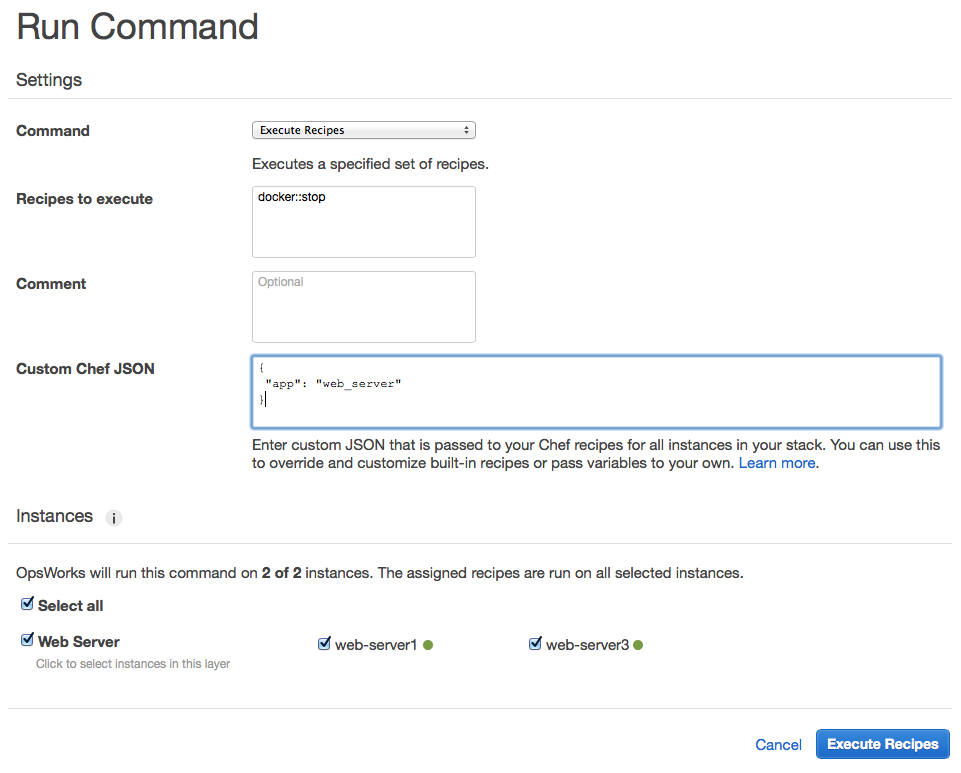 Run Command
Settings
Command
Execute Recipes
Executes a specified set of recipes.
Recipes to execute
docker::stop
Comment
Optional
Custom Chef JSON
{
"app": "web_server"
}
Enter custom JSON that is passed to your Chef recipes for all instances in your stack. You can use this
to override and customize built-in recipes or pass variables to your own. Learn more.
Instances i
OpsWorks will run this command on 2 of 2 instances. The assigned recipes are run on all selected instances.
Select all
Web Server web-server1 web-server3
Click to select instances in this layer
Cancel Execute Recipes